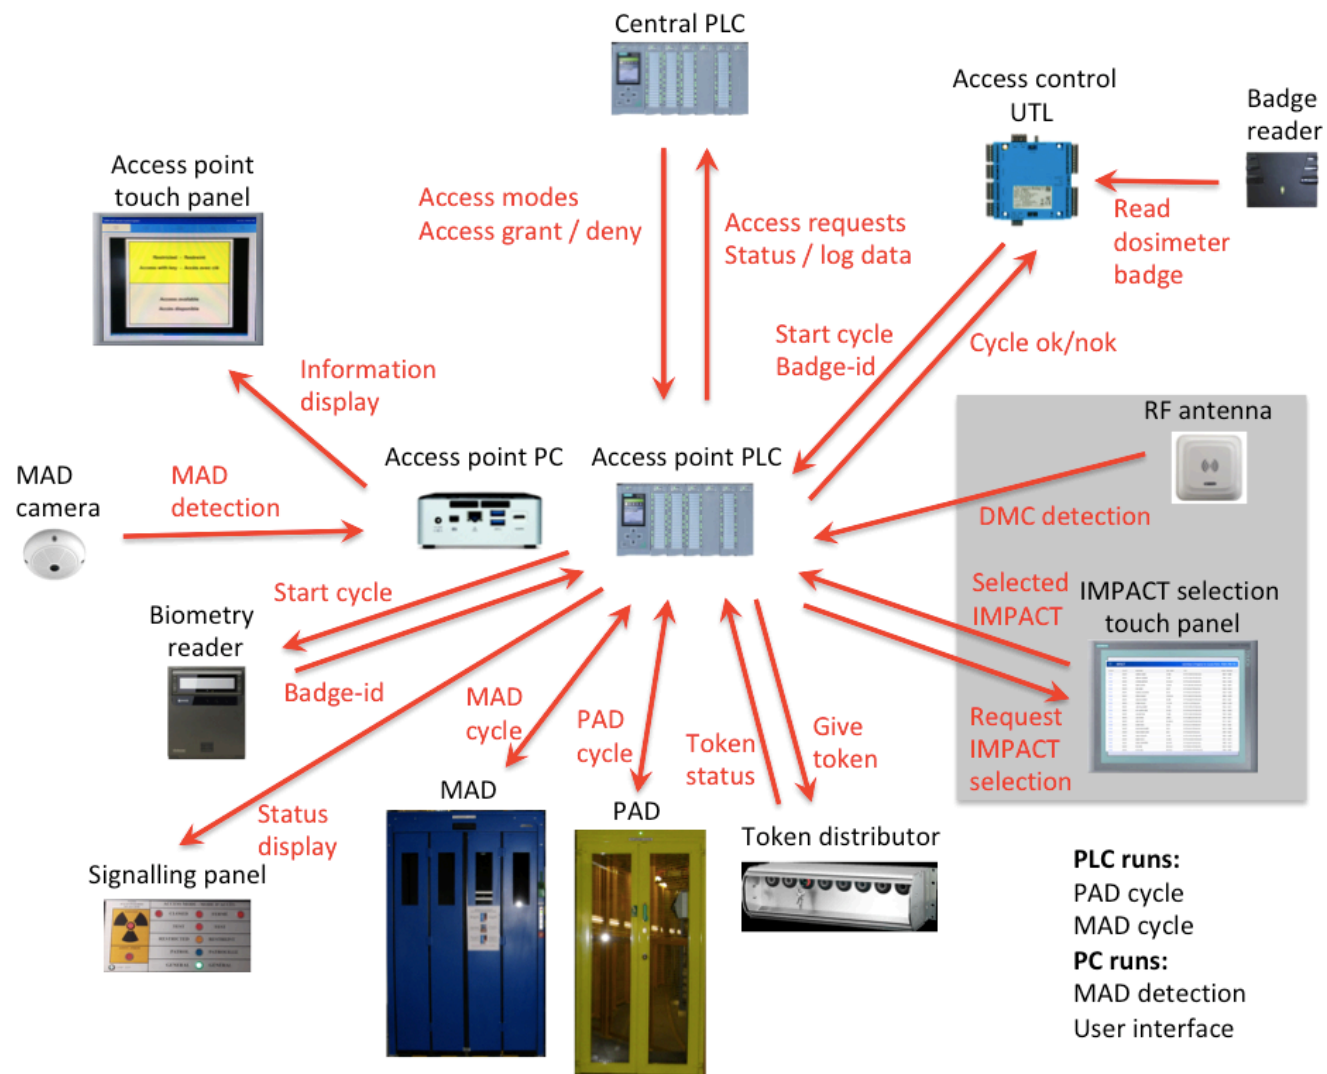 Central PLC
Access control
UTL
Badge
reader
Access point
touch panel
Access modes
Access grant / deny
Access requests
Status / log data
Read
dosimeter
badge
Start cycle
Badge-id
Cycle ok/nok
Information
display
RF antenna
MAD
camera
MAD
detection
Access point PC
Access point PLC
DMC detection
Start cycle
Biometry
reader
Badge-id
Selected
IMPACT
IMPACT selection
touch panel
MAD
cycle
PAD
cycle
Token
status
Give
token
Request
IMPACT
selection
Status
display
MAD
PAD
Token distributor
Signalling panel
PLC runs:
PAD cycle
MAD cycle
PC runs:
MAD detection
User interface